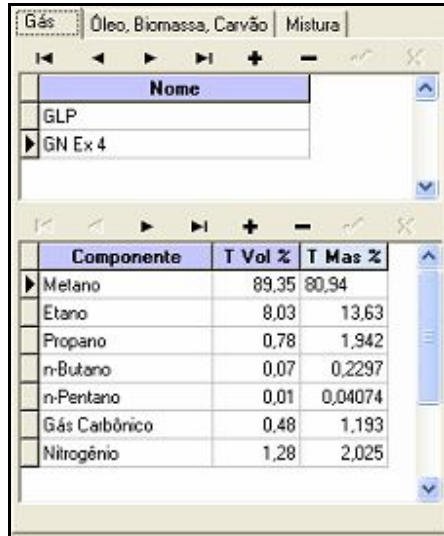 Gás Óleo, Biomassa, Carvão Mistura
Nome
GLP
GN Ex 4
Componente T Vol % T Mas %
Metano 89,35 80,94
Etano 8,03 13,63
Propano 0,78 1,942
n-Butano 0,07 0,2297
n-Pentano 0,01 0,04074
Gás Carbônico 0,48 1,193
Nitrogênio 1,28 2,025